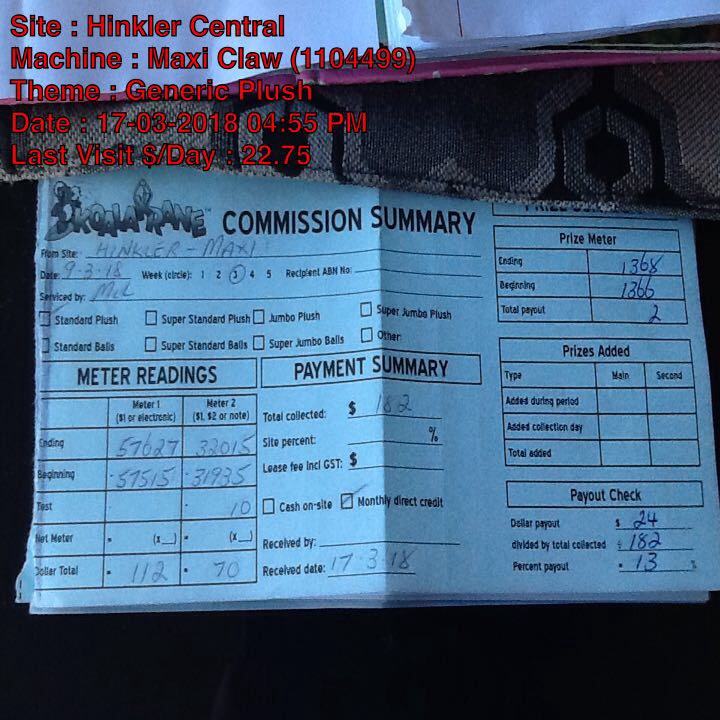 Site : Hinkler Central
Machine : Maxi Claw (1104499)
Theme : Generic Plush
Date : 17-03-2018 04:55 PM
Last Visit $/Day : 22.75
KOALA CRANE™ COMMISSION SUMMARY
From Site: HINKLER - MAXI
Date: 9-3-18 Week (circle): 1 2 3 4 5 Recipient ABN No:
Serviced by:
Standard Plush Super Standard Plush Jumbo Plush Super Jumbo Plush
Standard Balls Super Standard Balls Super Jumbo Balls Other
METER READINGS
Meter 1 Meter 2
($1 or electronic) ($1, $2 or note)
Ending 57627 32015
Beginning - 57515 - 31935
Test - 10
Net Meter = (x__) = (x__)
Dollar Total = 112 = 70
PAYMENT SUMMARY
Total collected: $ 182
Site percent: %
Lease fee incl GST: $
Cash on-site Monthly direct credit
Received by:
Received date: 17-3-18
Prize Meter
Ending 1368
Beginning 1366
Total payout 2
Prizes Added
Type Main Second
Added during period
Added collection day
Total added
Payout Check
Dollar payout $ 24
divided by total collected ÷ 182
Percent payout = 13 %